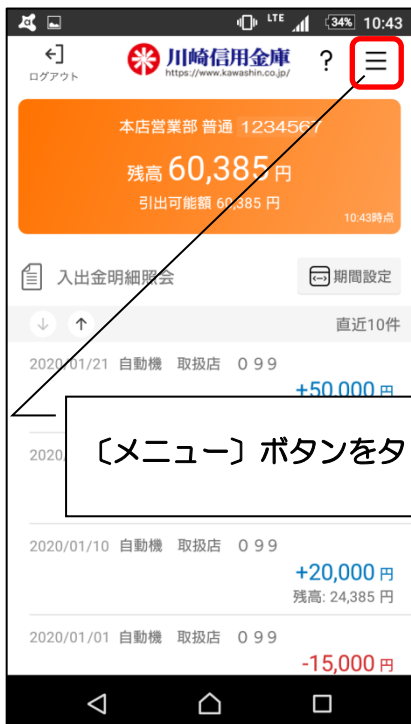 LTE 34% 10:43
ログアウト
川崎信用金庫
https://www.kawashin.co.jp/
?
本店営業部 普通 1234567
残高 60,385 円
引出可能額 60,385 円
10:43時点
入出金明細照会
期間設定
直近10件
2020/01/21 自動機 取扱店 ０９９
+50,000 円
〔メニュー〕ボタンをタ
2020/
2020/01/10 自動機 取扱店 ０９９
+20,000 円
残高: 24,385 円
2020/01/01 自動機 取扱店 ０９９
-15,000 円